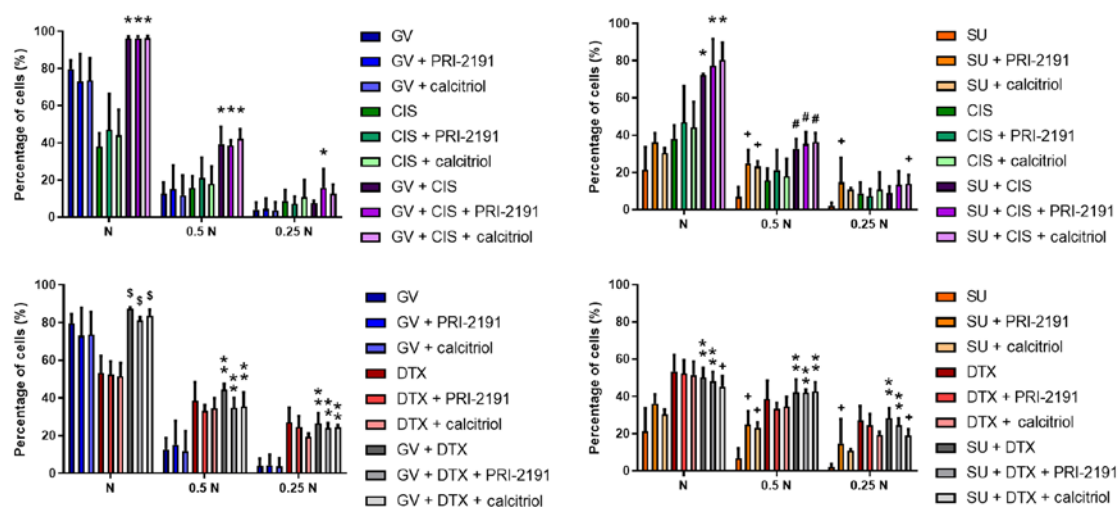 * * *
* * *
*
Percentage of cells (%)
100
80
60
40
20
0
N
0.5 N
0.25 N
GV
GV + PRI-2191
GV + calcitriol
CIS
CIS + PRI-2191
CIS + calcitriol
GV + CIS
GV + CIS + PRI-2191
GV + CIS + calcitriol
* * *
+ +
# # #
+
+
Percentage of cells (%)
100
80
60
40
20
0
N
0.5 N
0.25 N
SU
SU + PRI-2191
SU + calcitriol
CIS
CIS + PRI-2191
CIS + calcitriol
SU + CIS
SU + CIS + PRI-2191
SU + CIS + calcitriol
$ $ $
** ** **
** ** **
Percentage of cells (%)
100
80
60
40
20
0
N
0.5 N
0.25 N
GV
GV + PRI-2191
GV + calcitriol
DTX
DTX + PRI-2191
DTX + calcitriol
GV + DTX
GV + DTX + PRI-2191
GV + DTX + calcitriol
** ** +
+ +
** ** **
+
** ** +
Percentage of cells (%)
100
80
60
40
20
0
N
0.5 N
0.25 N
SU
SU + PRI-2191
SU + calcitriol
DTX
DTX + PRI-2191
DTX + calcitriol
SU + DTX
SU + DTX + PRI-2191
SU + DTX + calcitriol